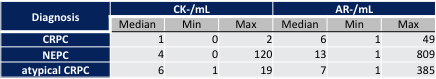 Diagnosis CK-/mL AR-/mL
Median Min Max Median Min Max
CRPC 1 0 2 6 1 49
NEPC 4 0 120 13 1 809
atypical CRPC 6 1 19 7 1 385